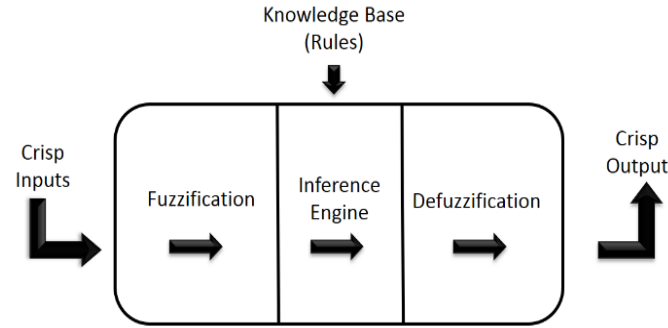 Knowledge Base
(Rules)
Crisp
Inputs
Fuzzification
Inference
Engine
Defuzzification
Crisp
Output